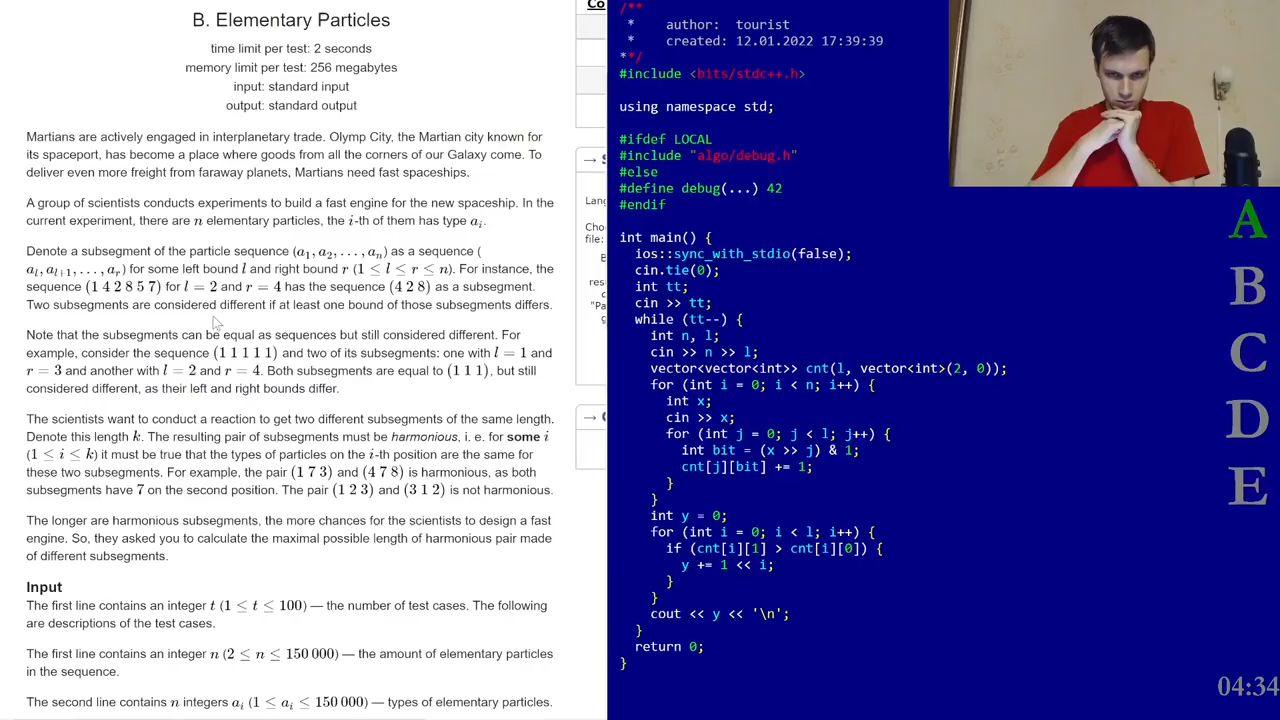 B. Elementary Particles
time limit per test: 2 seconds
memory limit per test: 256 megabytes
input: standard input
output: standard output
Martians are actively engaged in interplanetary trade. Olymp City, the Martian city known for
its spaceport, has become a place where goods from all the corners of our Galaxy come. To
deliver even more freight from faraway planets, Martians need fast spaceships.
A group of scientists conducts experiments to build a fast engine for the new spaceship. In the
current experiment, there are n elementary particles, the i-th of them has type a_i.
Denote a subsegment of the particle sequence (a_1, a_2, . . . , a_n) as a sequence (
a_l, a_{l+1}, . . . , a_r) for some left bound l and right bound r (1 ≤ l ≤ r ≤ n). For instance, the
sequence (1 4 2 8 5 7) for l = 2 and r = 4 has the sequence (4 2 8) as a subsegment.
Two subsegments are considered different if at least one bound of those subsegments differs.
Note that the subsegments can be equal as sequences but still considered different. For
example, consider the sequence (1 1 1 1 1) and two of its subsegments: one with l = 1 and
r = 3 and another with l = 2 and r = 4. Both subsegments are equal to (1 1 1), but still
considered different, as their left and right bounds differ.
The scientists want to conduct a reaction to get two different subsegments of the same length.
Denote this length k. The resulting pair of subsegments must be harmonious, i. e. for some i
(1 ≤ i ≤ k) it must be true that the types of particles on the i-th position are the same for
these two subsegments. For example, the pair (1 7 3) and (4 7 8) is harmonious, as both
subsegments have 7 on the second position. The pair (1 2 3) and (3 1 2) is not harmonious.
The longer are harmonious subsegments, the more chances for the scientists to design a fast
engine. So, they asked you to calculate the maximal possible length of harmonious pair made
of different subsegments.
Input
The first line contains an integer t (1 ≤ t ≤ 100) — the number of test cases. The following
are descriptions of the test cases.
The first line contains an integer n (2 ≤ n ≤ 150 000) — the amount of elementary particles
in the sequence.
The second line contains n integers a_i (1 ≤ a_i ≤ 150 000) — types of elementary particles.
Co
→ S
Lang
Choo
file:
B
resu
"Pa
g
→
/**
 *    author:  tourist
 *    created: 12.01.2022 17:39:39
**/
#include <bits/stdc++.h>
using namespace std;
#ifdef LOCAL
#include "algo/debug.h"
#else
#define debug(...) 42
#endif
int main() {
  ios::sync_with_stdio(false);
  cin.tie(0);
  int tt;
  cin >> tt;
  while (tt--) {
    int n, l;
    cin >> n >> l;
    vector<vector<int>> cnt(l, vector<int>(2, 0));
    for (int i = 0; i < n; i++) {
      int x;
      cin >> x;
      for (int j = 0; j < l; j++) {
        int bit = (x >> j) & 1;
        cnt[j][bit] += 1;
      }
    }
    int y = 0;
    for (int i = 0; i < l; i++) {
      if (cnt[i][1] > cnt[i][0]) {
        y += 1 << i;
      }
    }
    cout << y << '\n';
  }
  return 0;
}
A
B
C
D
E
04:34